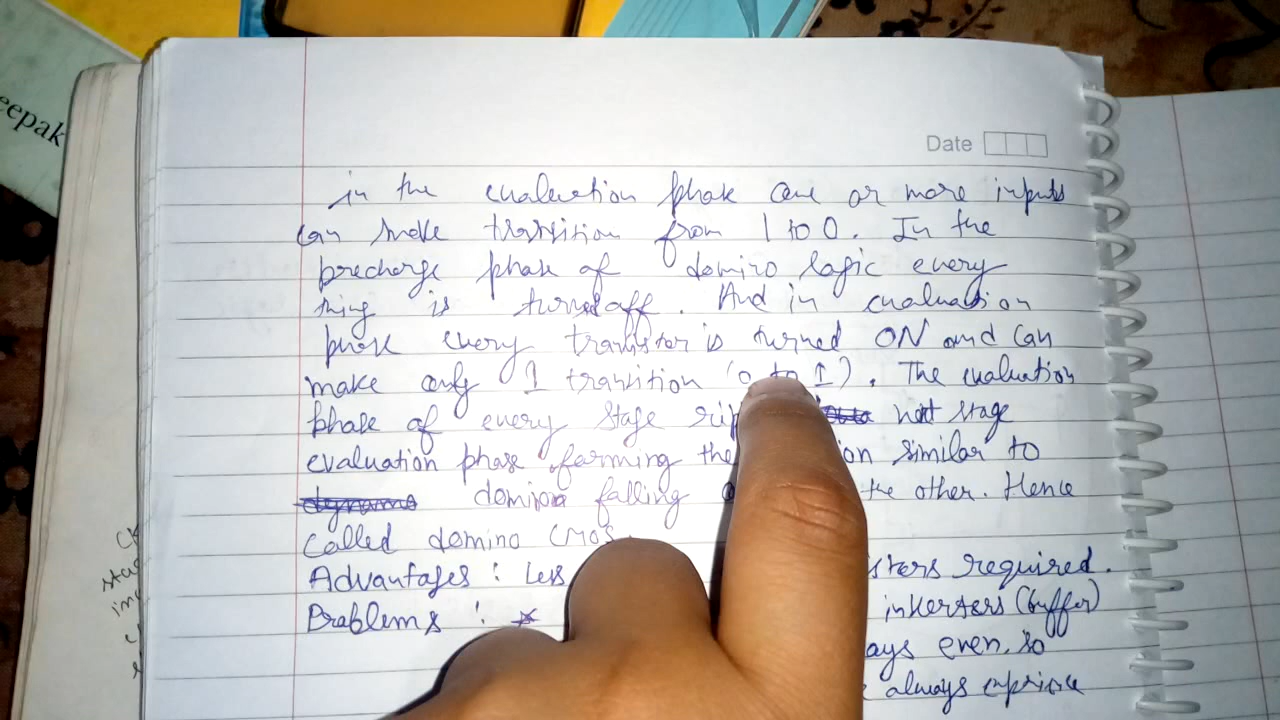 eepak
Date
in the evaluation phase one or more inputs
can make transition from 1 to 0. In the
precharge phase of domino logic every
thing is turned off. And in evaluation
phase every transistor is turned ON and can
make only 1 transition (0 to 1). The evaluation
phase of every stage next stage
evaluation phase forming the similar to
domino falling the other. Hence
called domino CMOS
Advantages : Less required.
Problems : inverters (buffer)
even. so
always
stack